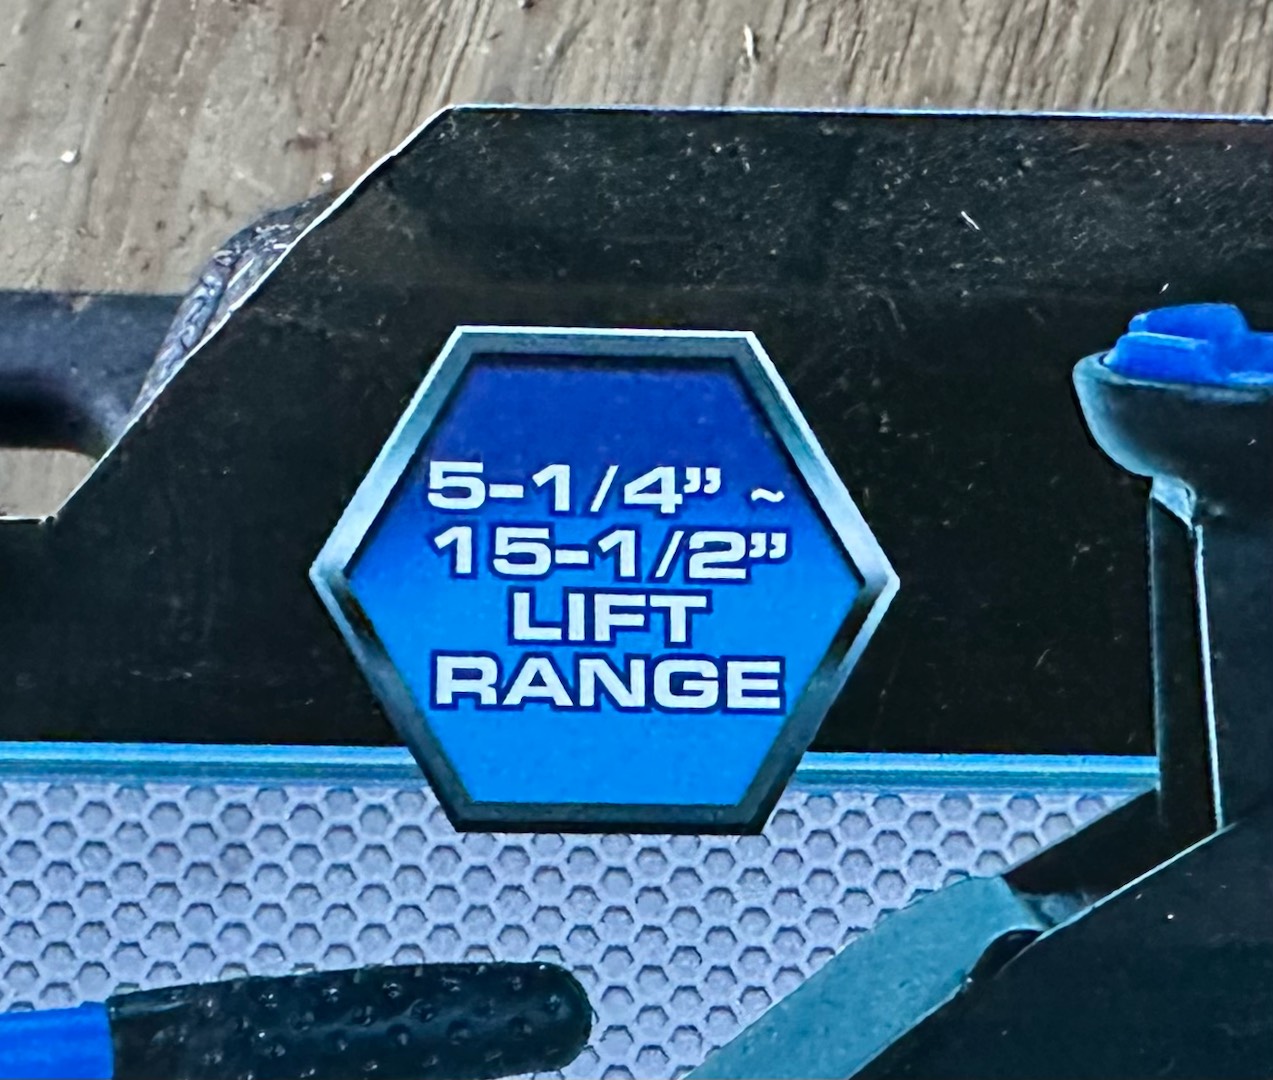 5-1/4” ~
15-1/2”
LIFT
RANGE